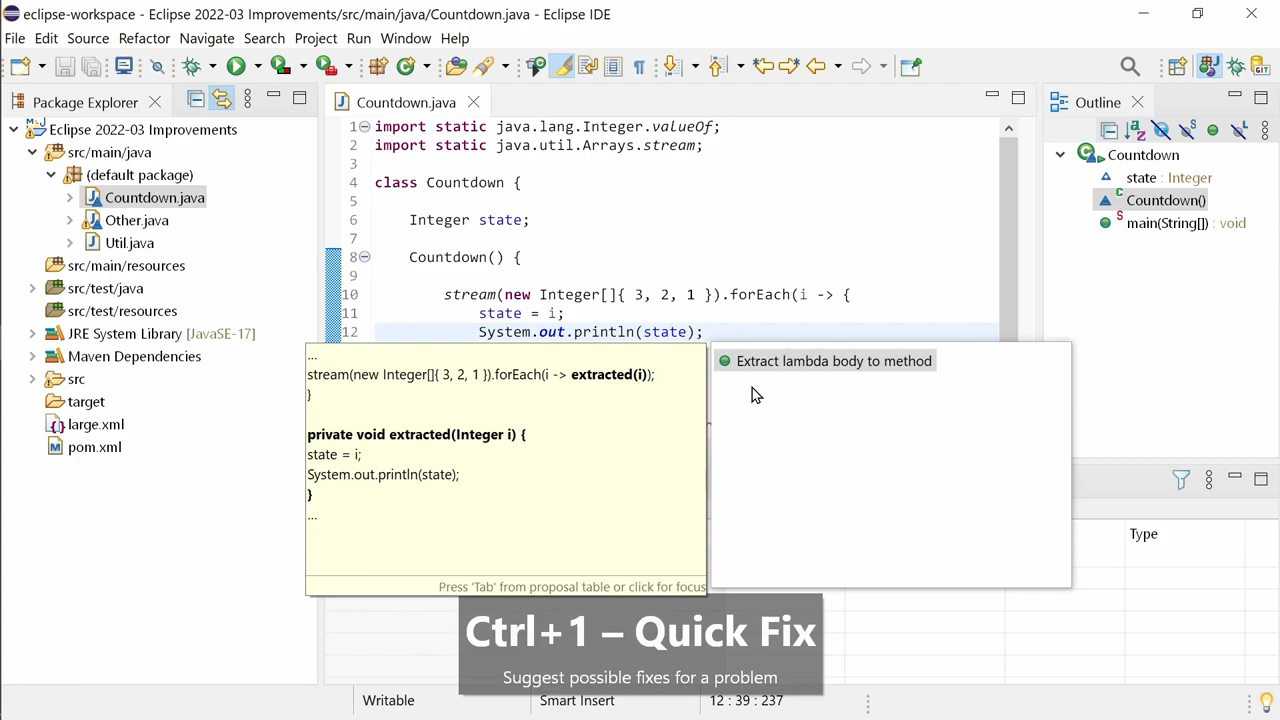 eclipse-workspace - Eclipse 2022-03 Improvements/src/main/java/Countdown.java - Eclipse IDE
File Edit Source Refactor Navigate Search Project Run Window Help
Package Explorer
Eclipse 2022-03 Improvements
src/main/java
(default package)
Countdown.java
Other.java
Util.java
src/main/resources
src/test/java
src/test/resources
JRE System Library [JavaSE-17]
Maven Dependencies
src
target
large.xml
pom.xml
Countdown.java
1 import static java.lang.Integer.valueOf;
2 import static java.util.Arrays.stream;
3
4 class Countdown {
5
6 Integer state;
7
8 Countdown() {
9
10 stream(new Integer[]{ 3, 2, 1 }).forEach(i -> {
11 state = i;
12 System.out.println(state);
...
stream(new Integer[]{ 3, 2, 1 }).forEach(i -> extracted(i));
}
private void extracted(Integer i) {
state = i;
System.out.println(state);
}
...
Press 'Tab' from proposal table or click for focus
Extract lambda body to method
Outline
Countdown
state : Integer
Countdown()
main(String[]) : void
Type
Ctrl+1 – Quick Fix
Suggest possible fixes for a problem
Writable Smart Insert 12 : 39 : 237